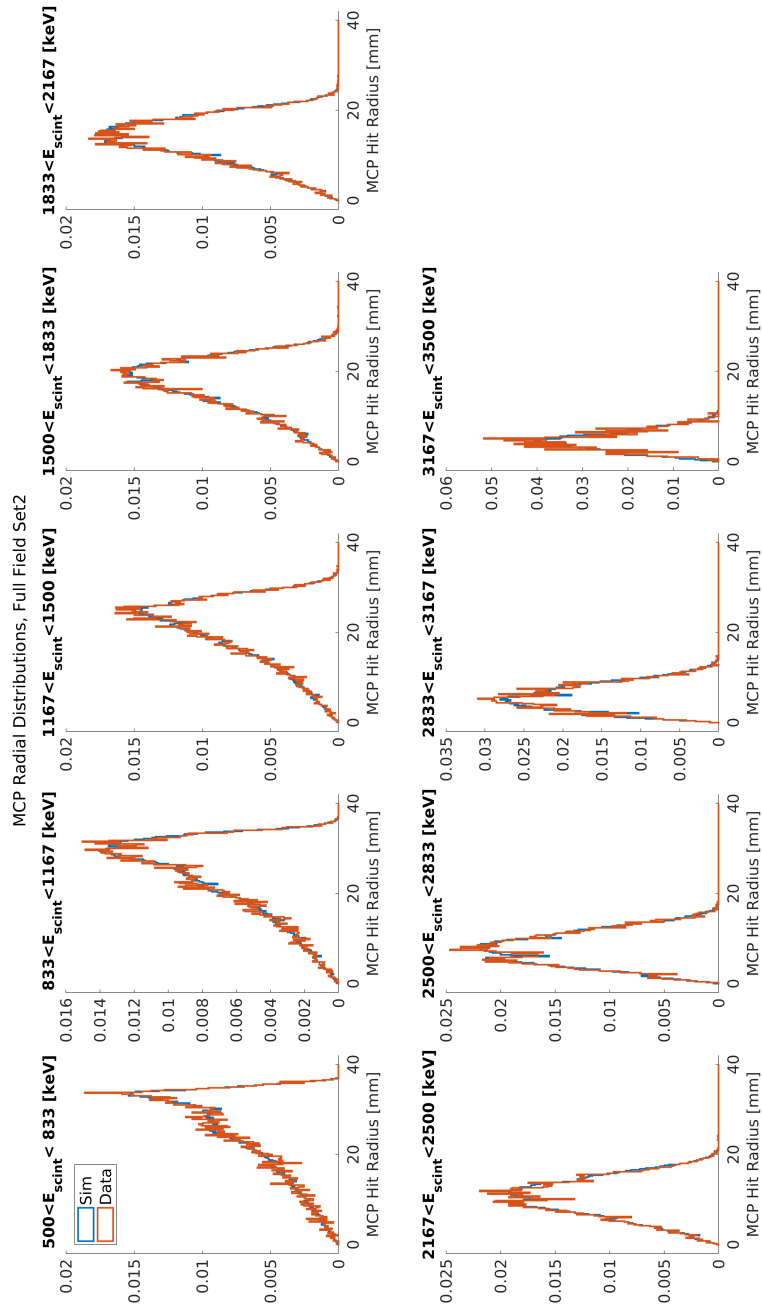 MCP Radial Distributions, Full Field Set2
500<E_scint< 833 [keV]
Sim
Data
0.02
0.015
0.01
0.005
0
0 20 40
MCP Hit Radius [mm]
833<E_scint<1167 [keV]
0.016
0.014
0.012
0.01
0.008
0.006
0.004
0.002
0
0 20 40
MCP Hit Radius [mm]
1167<E_scint<1500 [keV]
0.02
0.015
0.01
0.005
0
0 20 40
MCP Hit Radius [mm]
1500<E_scint<1833 [keV]
0.02
0.015
0.01
0.005
0
0 20 40
MCP Hit Radius [mm]
1833<E_scint<2167 [keV]
0.02
0.015
0.01
0.005
0
0 20 40
MCP Hit Radius [mm]
2167<E_scint<2500 [keV]
0.025
0.02
0.015
0.01
0.005
0
0 20 40
MCP Hit Radius [mm]
2500<E_scint<2833 [keV]
0.025
0.02
0.015
0.01
0.005
0
0 20 40
MCP Hit Radius [mm]
2833<E_scint<3167 [keV]
0.035
0.03
0.025
0.02
0.015
0.01
0.005
0
0 20 40
MCP Hit Radius [mm]
3167<E_scint<3500 [keV]
0.06
0.05
0.04
0.03
0.02
0.01
0
0 20 40
MCP Hit Radius [mm]